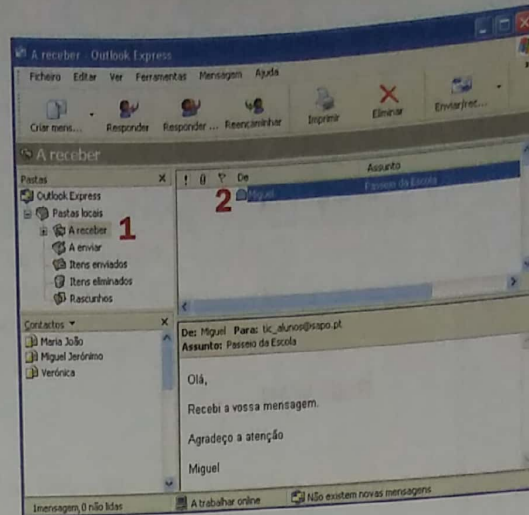 A receber - Outlook Express
Ficheiro Editar Ver Ferramentas Mensagem Ajuda
Criar mens... Responder Responder ... Reencaminhar Imprimir Eliminar Enviar/rec...
A receber
Pastas X
! De Assunto
Outlook Express
2 Miguel Passeio da Escola
Pastas locais
A receber 1
A enviar
Itens enviados
Itens eliminados
Rascunhos
Contactos X
Maria João
Miguel Jerónimo
Verónica
De: Miguel Para: tic_alunos@sapo.pt
Assunto: Passeio da Escola
Olá,
Recebi a vossa mensagem.
Agradeço a atenção
Miguel
1mensagem,0 não lidas
A trabalhar online
Não existem novas mensagens